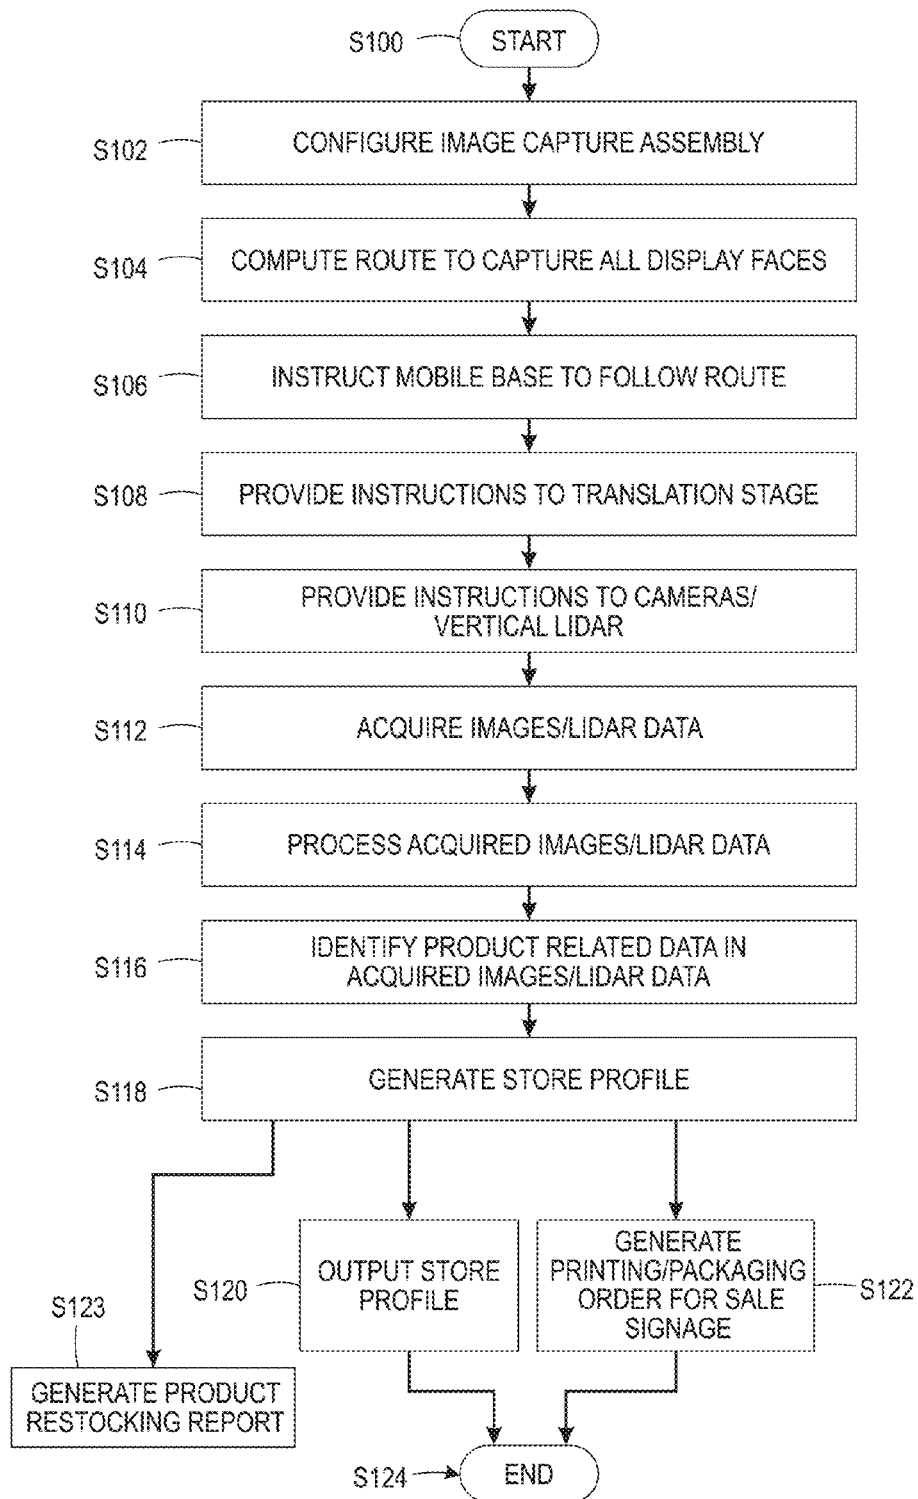 S100
START
S102
CONFIGURE IMAGE CAPTURE ASSEMBLY
S104
COMPUTE ROUTE TO CAPTURE ALL DISPLAY FACES
S106
INSTRUCT MOBILE BASE TO FOLLOW ROUTE
S108
PROVIDE INSTRUCTIONS TO TRANSLATION STAGE
S110
PROVIDE INSTRUCTIONS TO CAMERAS/
VERTICAL LIDAR
S112
ACQUIRE IMAGES/LIDAR DATA
S114
PROCESS ACQUIRED IMAGES/LIDAR DATA
S116
IDENTIFY PRODUCT RELATED DATA IN
ACQUIRED IMAGES/LIDAR DATA
S118
GENERATE STORE PROFILE
S120
OUTPUT STORE
PROFILE
GENERATE
PRINTING/PACKAGING
ORDER FOR SALE
SIGNAGE
S122
S123
GENERATE PRODUCT
RESTOCKING REPORT
S124
END